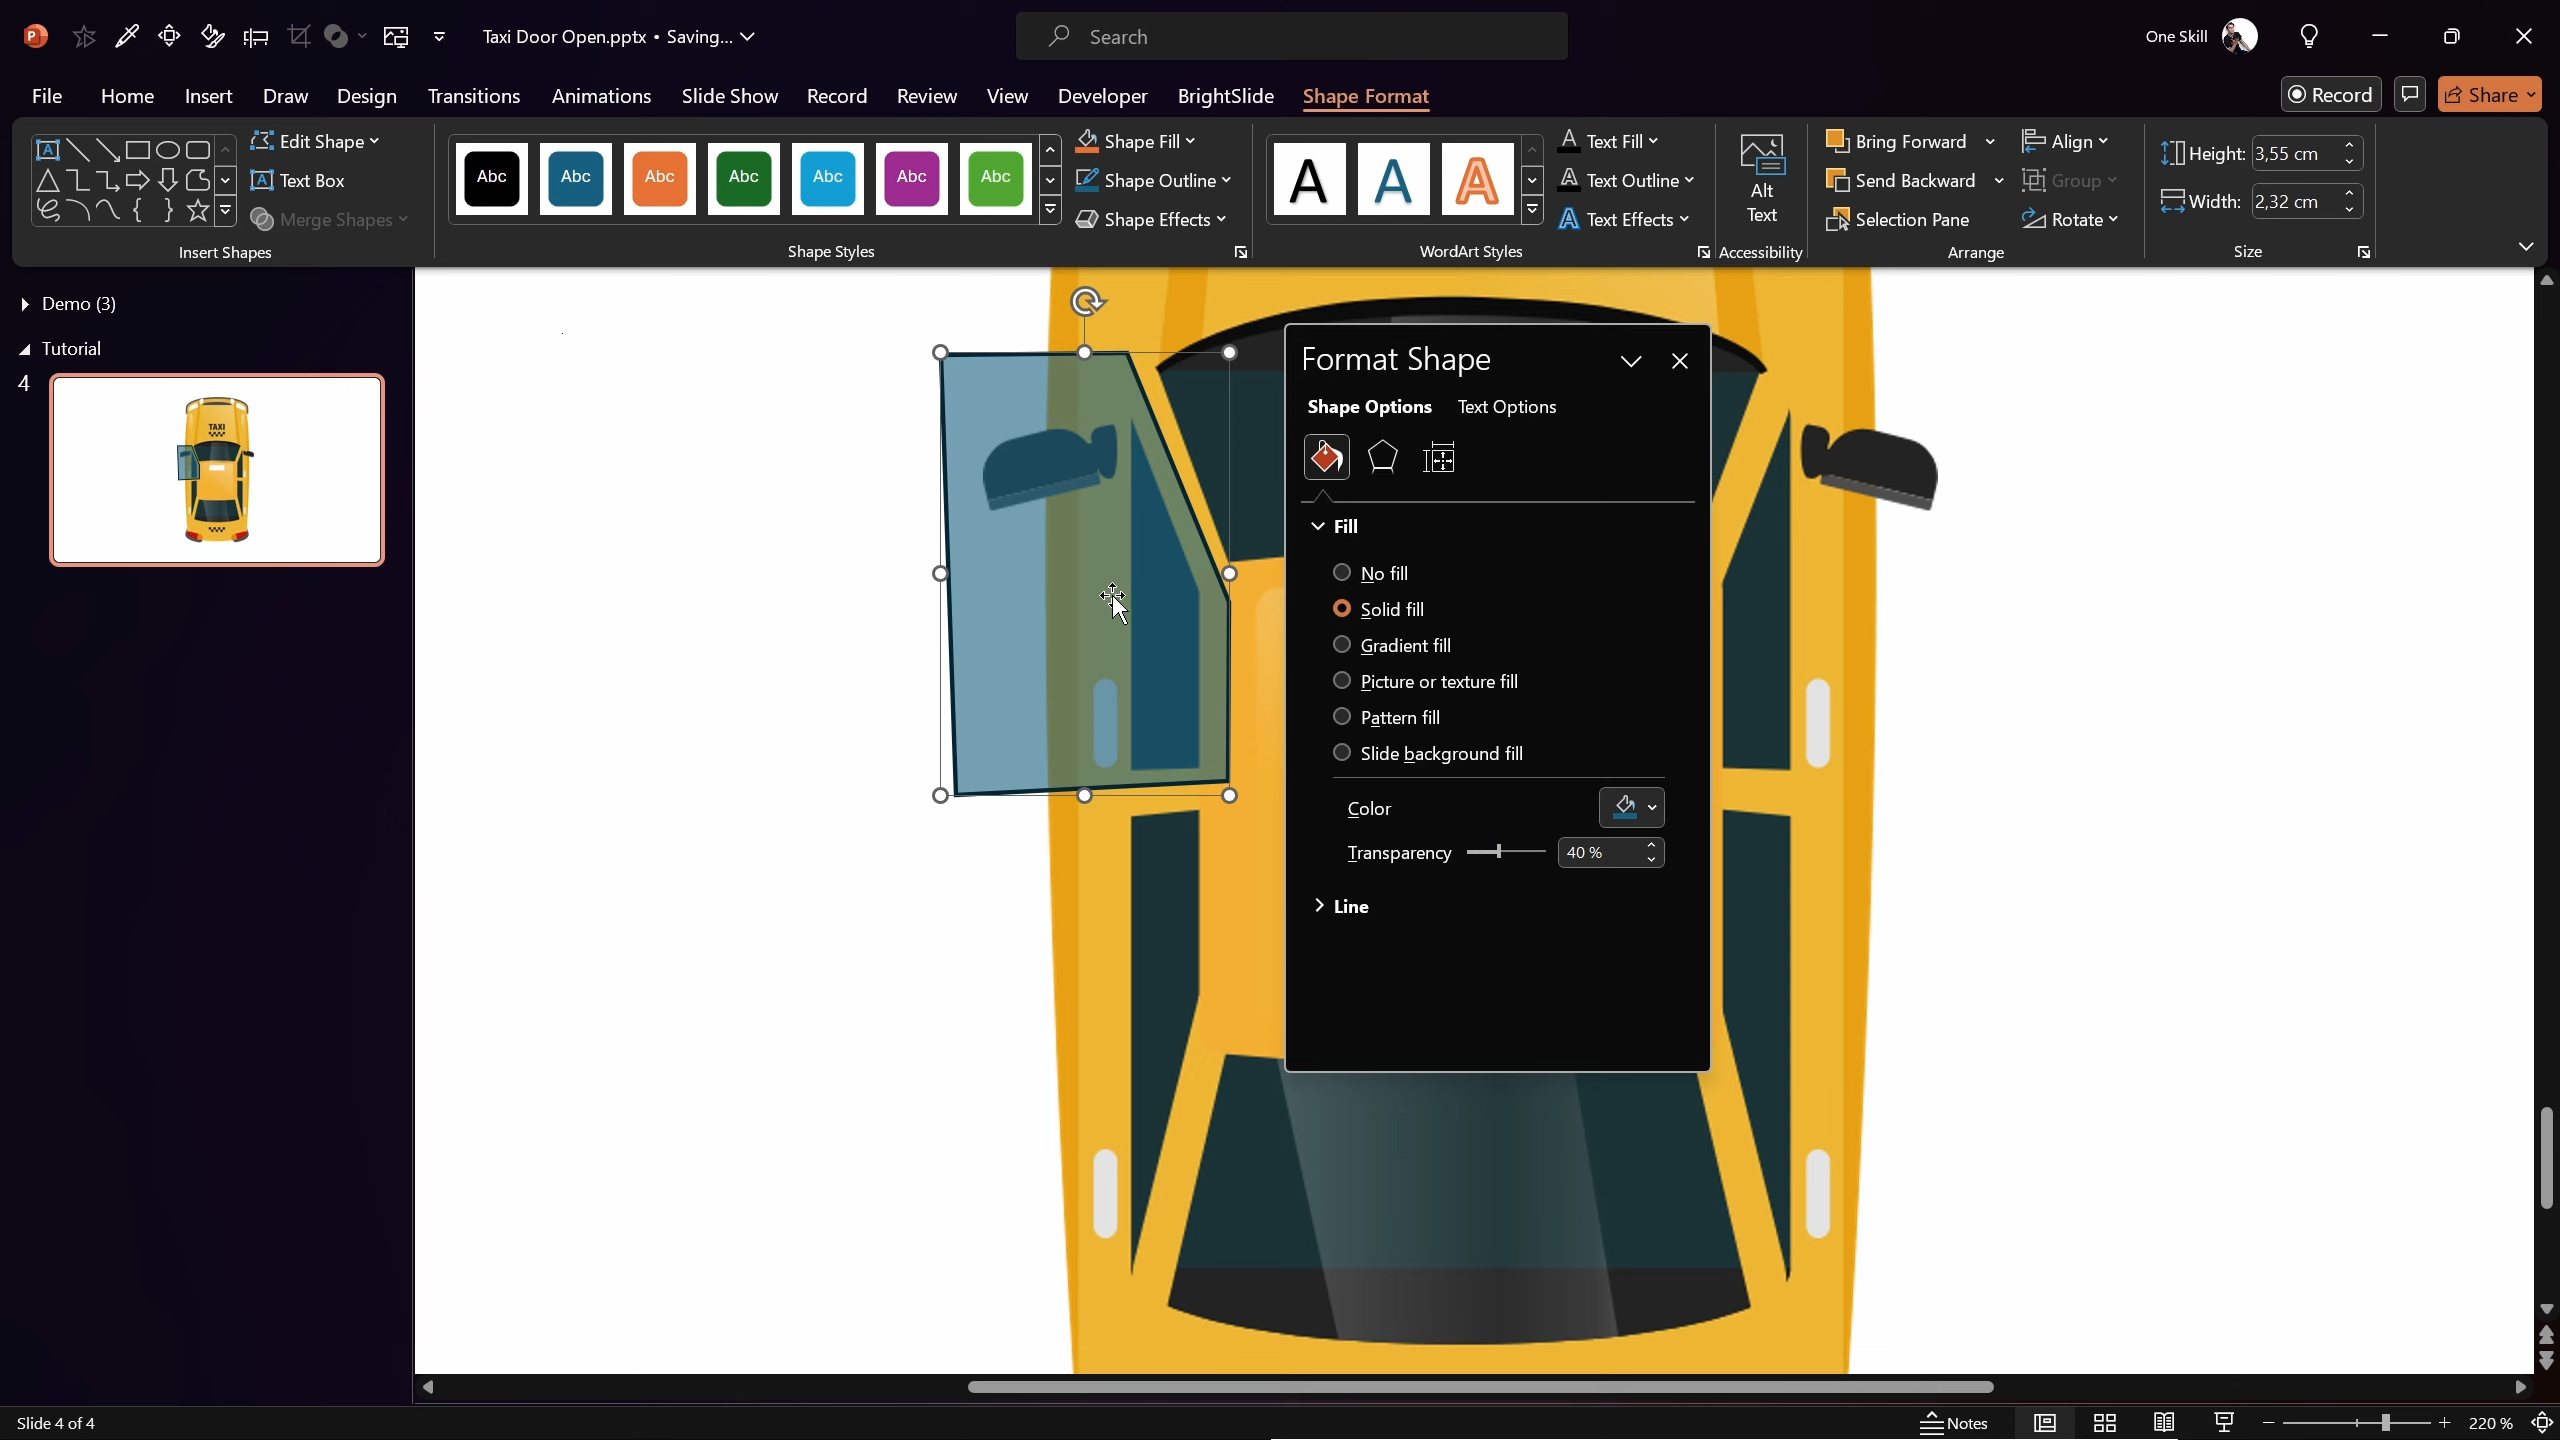 Taxi Door Open.pptx • Saving...
Search
One Skill
File Home Insert Draw Design Transitions Animations Slide Show Record Review View Developer BrightSlide Shape Format
Record
Share
Edit Shape
Text Box
Merge Shapes
Insert Shapes
Abc Abc Abc Abc Abc Abc Abc
Shape Fill
Shape Outline
Shape Effects
Shape Styles
A A A
Text Fill
Text Outline
Text Effects
WordArt Styles
Alt
Text
Accessibility
Bring Forward
Send Backward
Selection Pane
Align
Group
Rotate
Arrange
Height: 3,55 cm
Width: 2,32 cm
Size
Demo (3)
Tutorial
4
TAXI
Format Shape
Shape Options Text Options
Fill
No fill
Solid fill
Gradient fill
Picture or texture fill
Pattern fill
Slide background fill
Color
Transparency 40 %
Line
Slide 4 of 4
Notes
220 %